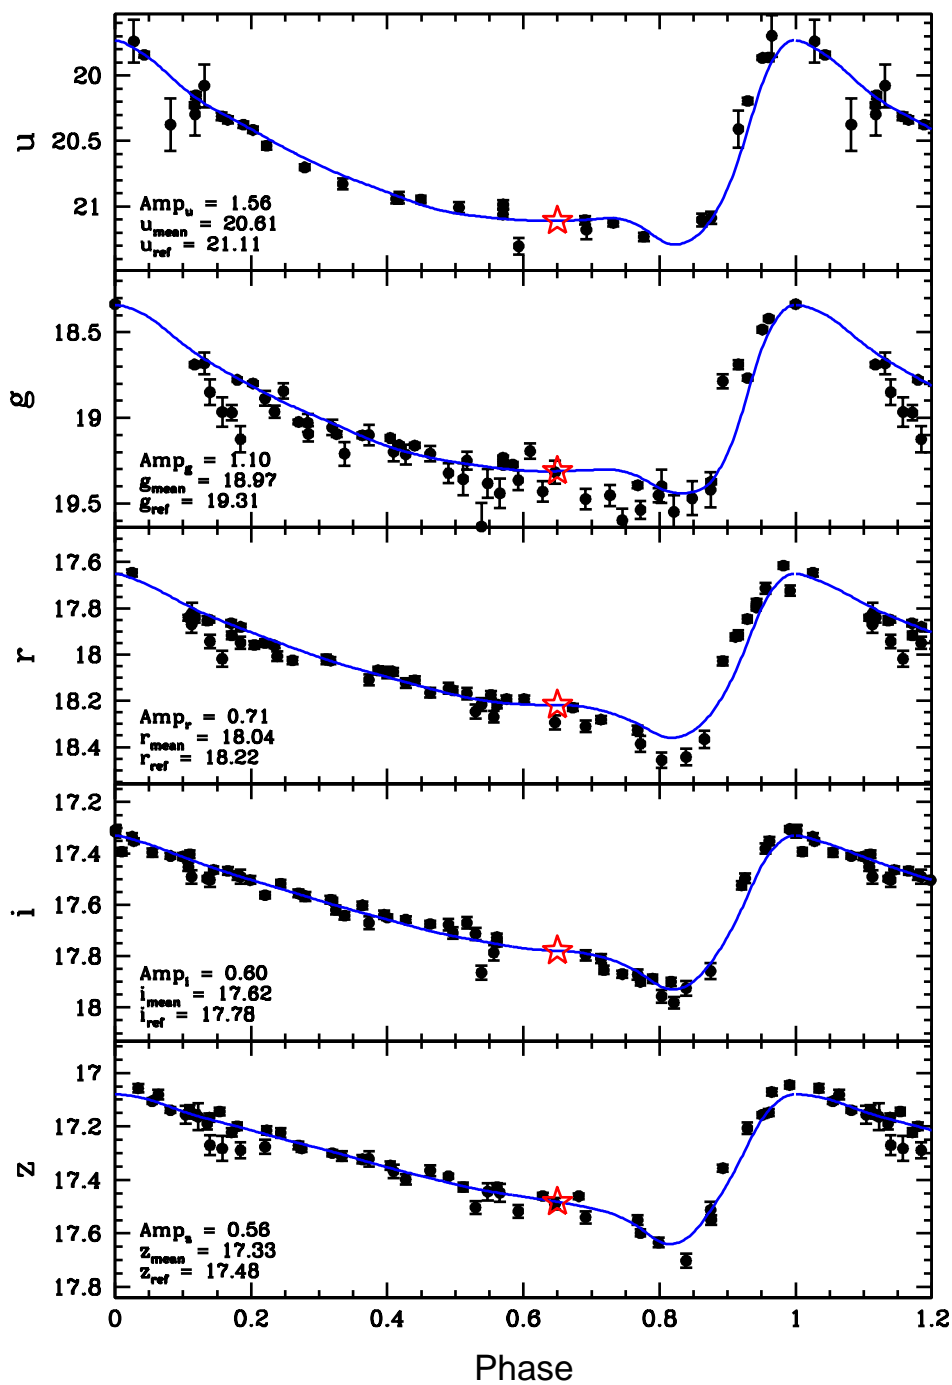 20
20.5
21
u
Amp_u = 1.56
u_mean = 20.61
u_ref = 21.11
18.5
19
19.5
g
Amp_g = 1.10
g_mean = 18.97
g_ref = 19.31
17.6
17.8
18
18.2
18.4
r
Amp_r = 0.71
r_mean = 18.04
r_ref = 18.22
17.2
17.4
17.6
17.8
18
i
Amp_i = 0.60
i_mean = 17.62
i_ref = 17.78
17
17.2
17.4
17.6
17.8
z
Amp_z = 0.56
z_mean = 17.33
z_ref = 17.48
0 0.2 0.4 0.6 0.8 1 1.2
Phase